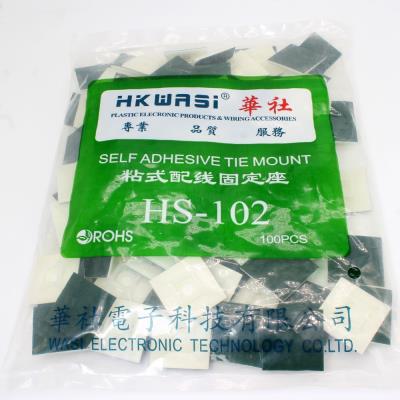 HKWASI® 華社
PLASTIC ELECRONIC PRODUCTS & WIRING ACCESSORIES
專業 品質 服務
SELF ADHESIVE TIE MOUNT
粘式配线固定座
HS-102
ROHS 100PCS
華社電子科技有限公司
WASI ELECTRONIC TECHNOLOGY CO.LTD.